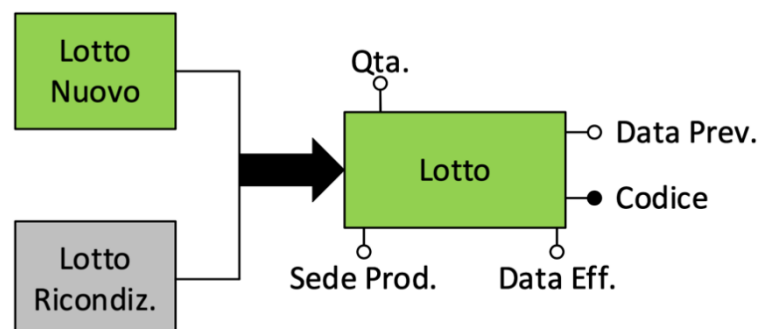 Lotto
Nuovo
Qta.
Data Prev.
Lotto
Codice
Lotto
Ricondiz.
Sede Prod.
Data Eff.